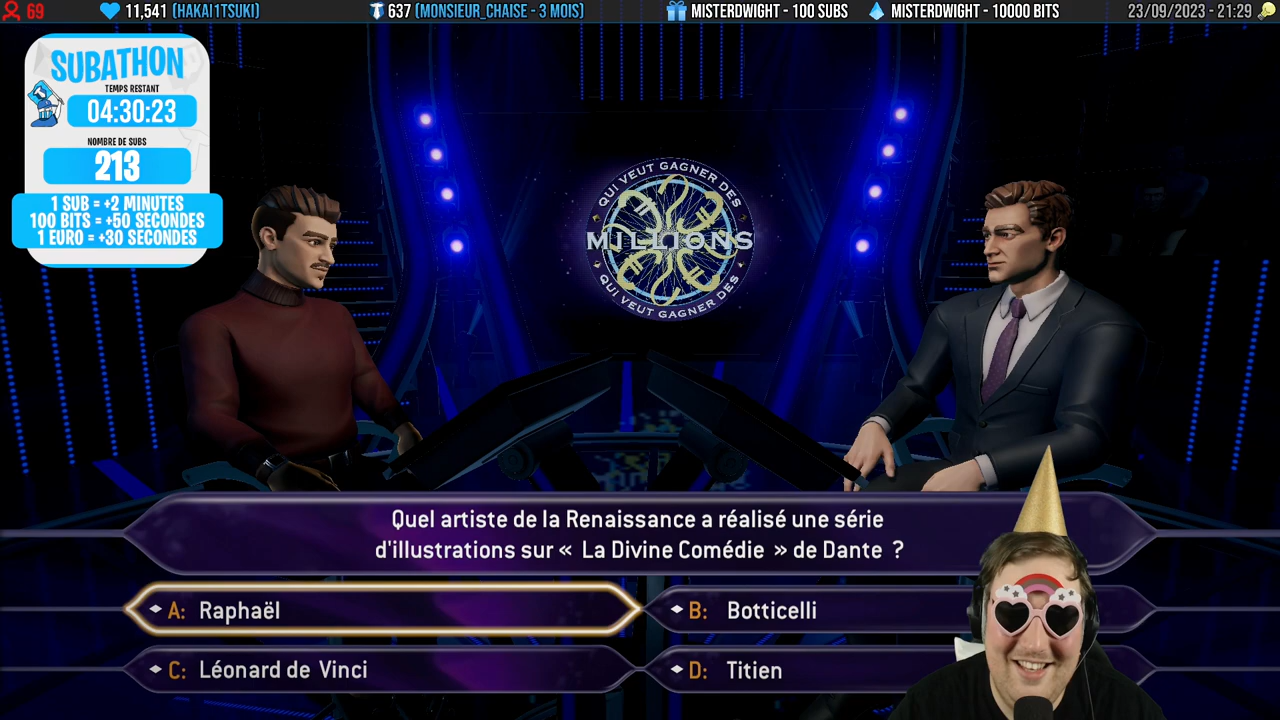 69
11,541 (HAKAI1TSUKI)
637 (MONSIEUR_CHAISE - 3 MOIS)
MISTERDWIGHT - 100 SUBS
MISTERDWIGHT - 10000 BITS
23/09/2023 - 21:29
SUBATHON
TEMPS RESTANT
04:30:23
NOMBRE DE SUBS
213
1 SUB = +2 MINUTES
100 BITS = +50 SECONDES
1 EURO = +30 SECONDES
QUI VEUT GAGNER DES
MILLIONS
QUI VEUT GAGNER DES
Quel artiste de la Renaissance a réalisé une série
d'illustrations sur « La Divine Comédie » de Dante ?
A: Raphaël
B: Botticelli
C: Léonard de Vinci
D: Titien